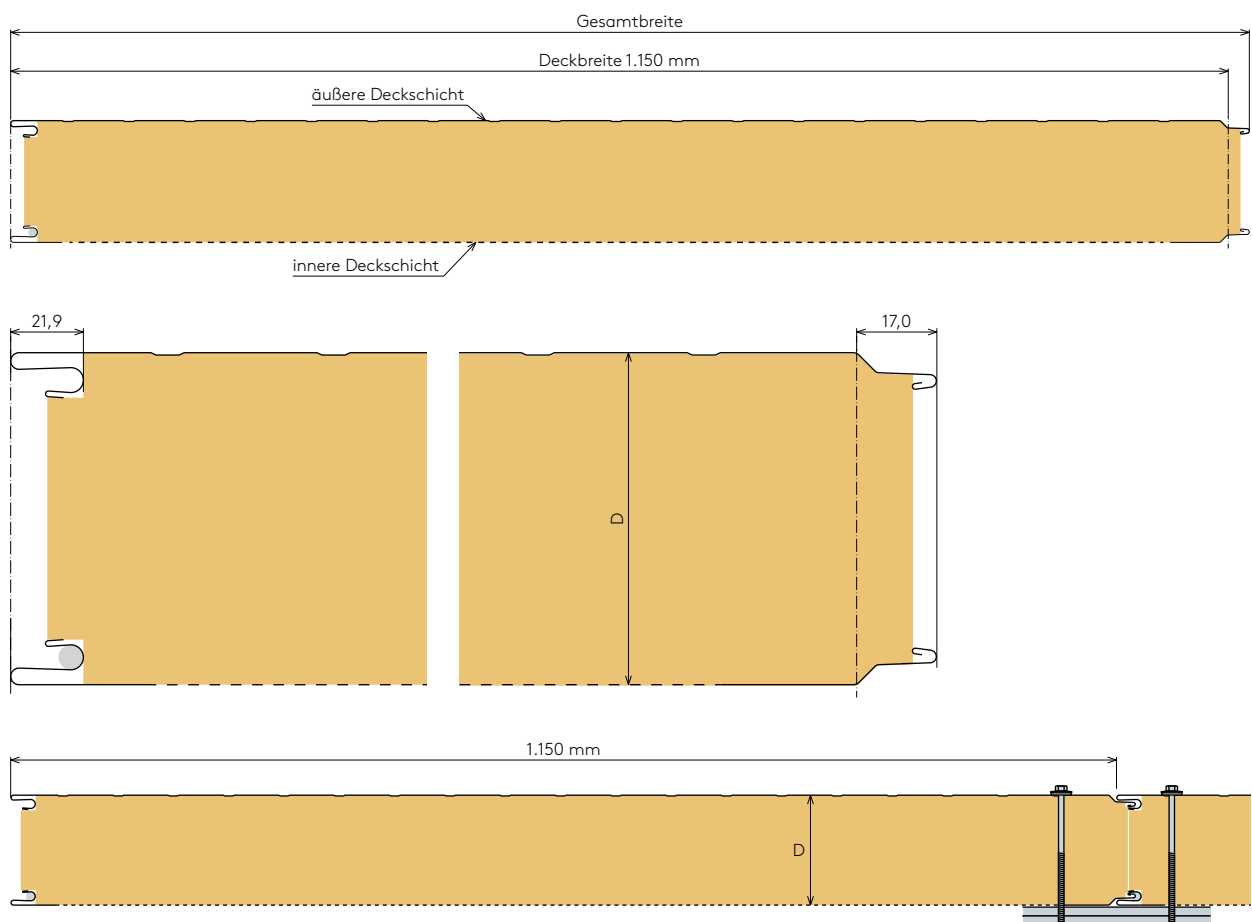 Gesamtbreite
Deckbreite 1.150 mm
äußere Deckschicht
innere Deckschicht
21,9
17,0
D
1.150 mm
D